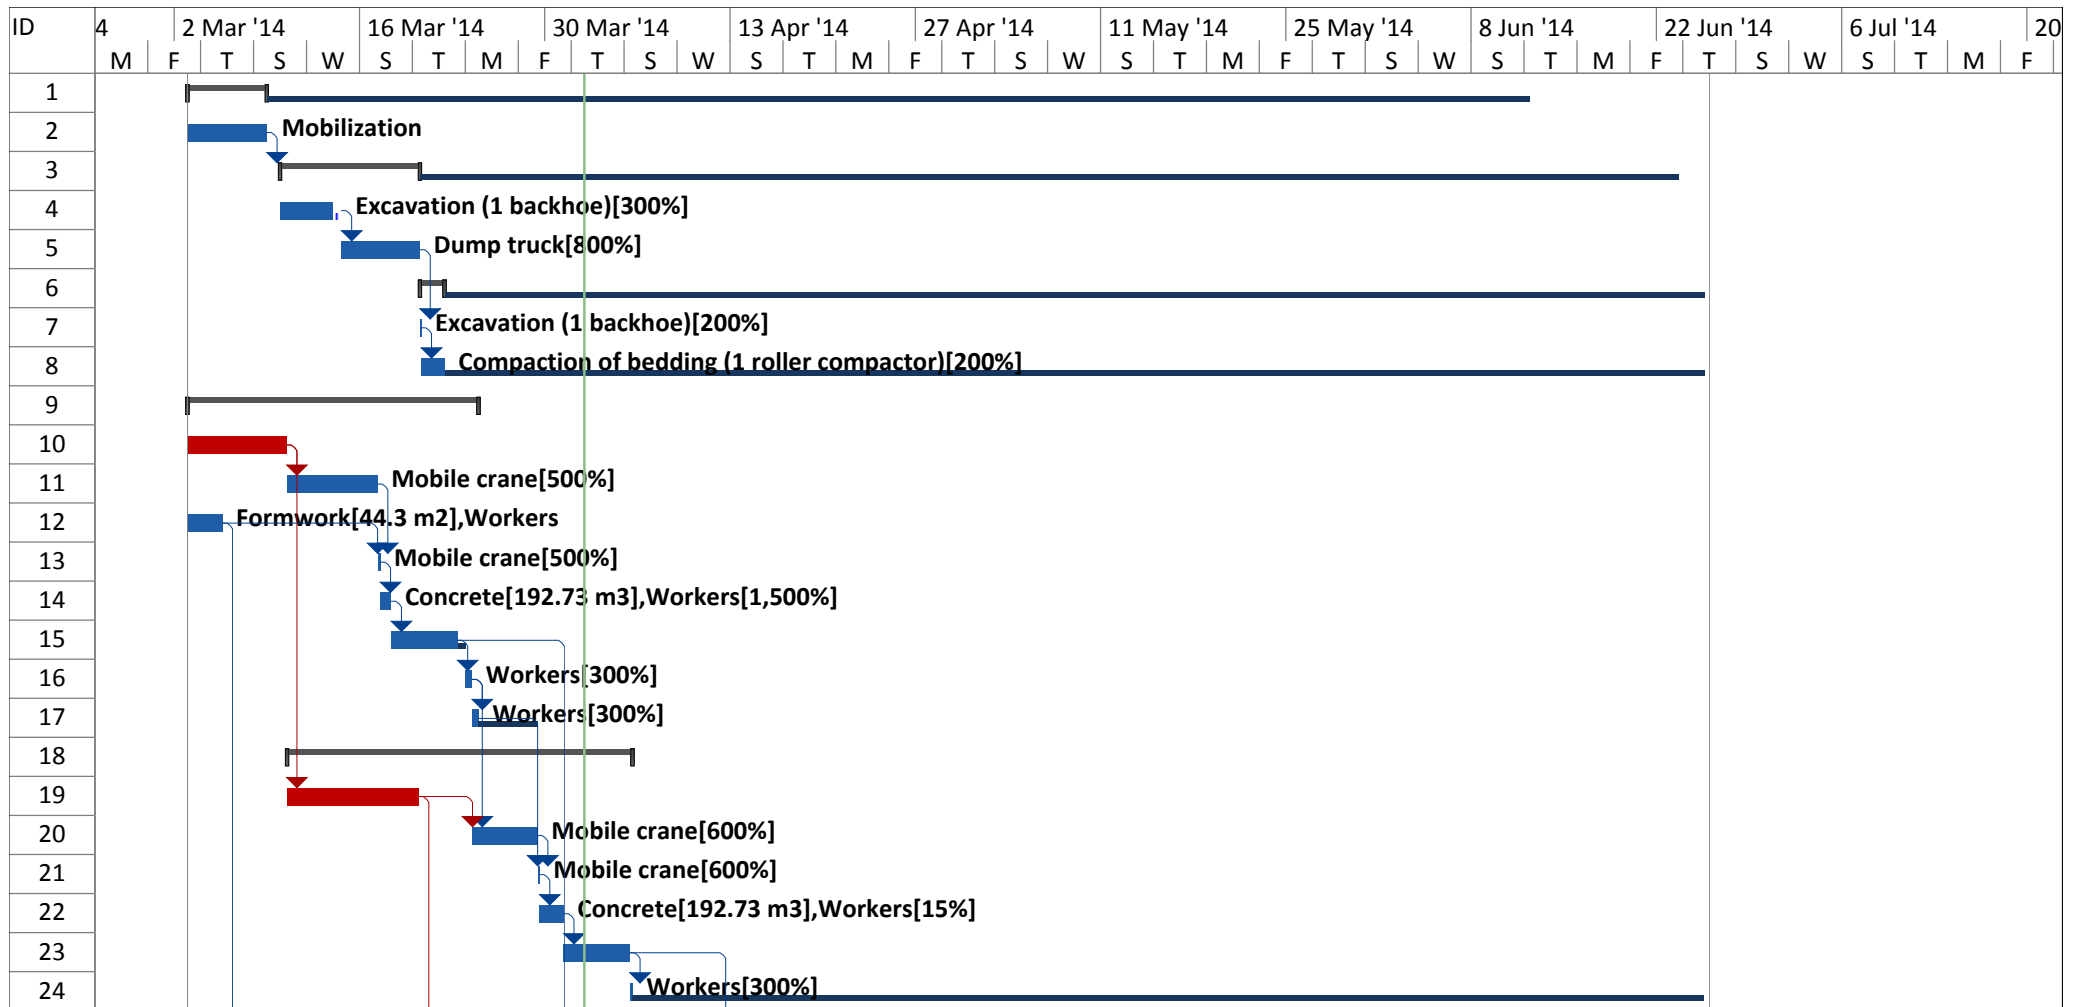 ID 4 2 Mar '14 16 Mar '14 30 Mar '14 13 Apr '14 27 Apr '14 11 May '14 25 May '14 8 Jun '14 22 Jun '14 6 Jul '14 20
M F T S W S T M F T S W S T M F T S W S T M F T S W S T M F T S W S T M F
1
2 Mobilization
3
4 Excavation (1 backhoe)[300%]
5 Dump truck[800%]
6
7 Excavation (1 backhoe)[200%]
8 Compaction of bedding (1 roller compactor)[200%]
9
10
11 Mobile crane[500%]
12 Formwork[44.3 m2],Workers
13 Mobile crane[500%]
14 Concrete[192.73 m3],Workers[1,500%]
15
16 Workers[300%]
17 Workers[300%]
18
19
20 Mobile crane[600%]
21 Mobile crane[600%]
22 Concrete[192.73 m3],Workers[15%]
23
24 Workers[300%]